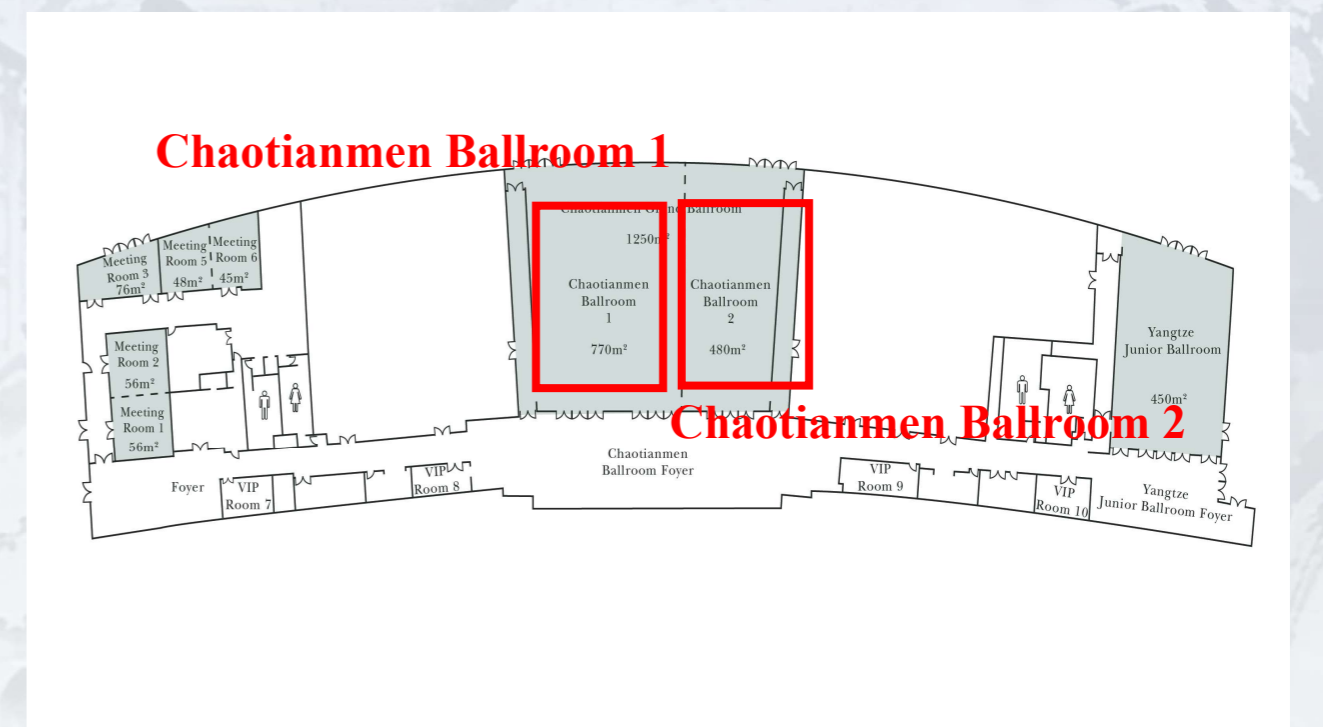 Chaotianmen Ballroom 1
Chaotianmen Grand Ballroom
1250m²
Meeting
Room 3
76m²
Meeting
Room 5
48m²
Meeting
Room 6
45m²
Chaotianmen
Ballroom
1
770m²
Chaotianmen
Ballroom
2
480m²
Yangtze
Junior Ballroom
450m²
Meeting
Room 2
56m²
Meeting
Room 1
56m²
Chaotianmen Ballroom 2
Chaotianmen
Ballroom Foyer
Foyer
VIP
Room 7
VIP
Room 8
VIP
Room 9
VIP
Room 10
Yangtze
Junior Ballroom Foyer